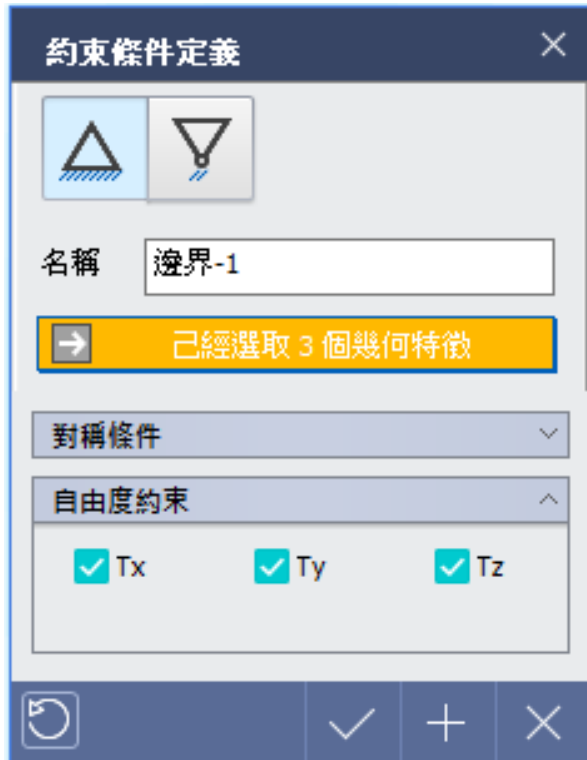 約束條件定義
名稱
邊界-1
已經選取 3 個幾何特徵
對稱條件
自由度約束
Tx
Ty
Tz